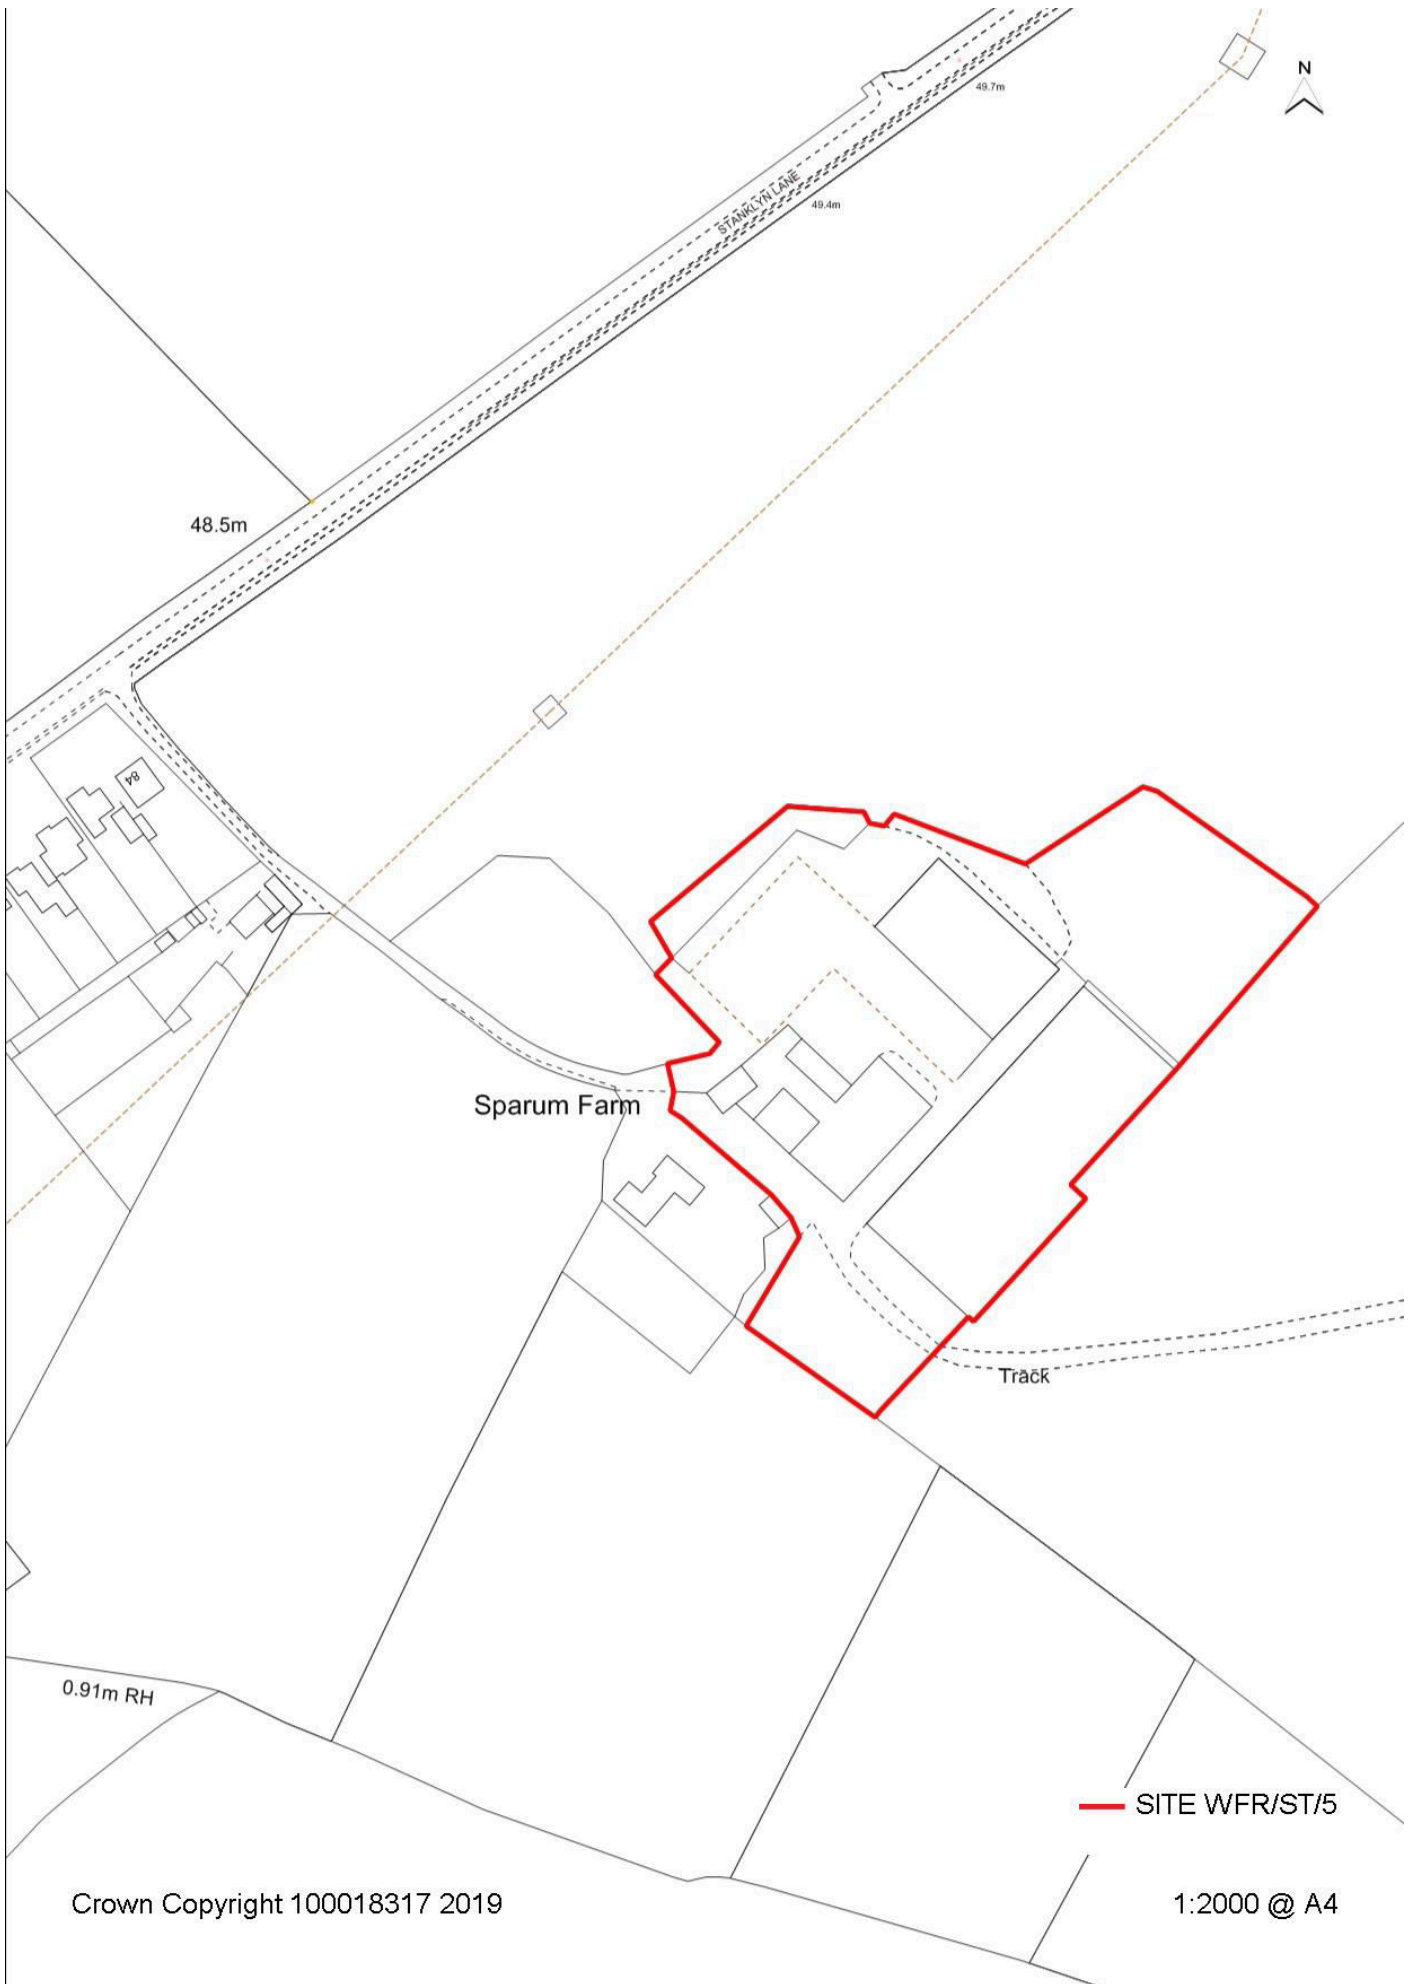 N
49.7m
STANKLYN LANE
49.4m
48.5m
84
Sparum Farm
Track
0.91m RH
SITE WFR/ST/5
Crown Copyright 100018317 2019
1:2000 @ A4